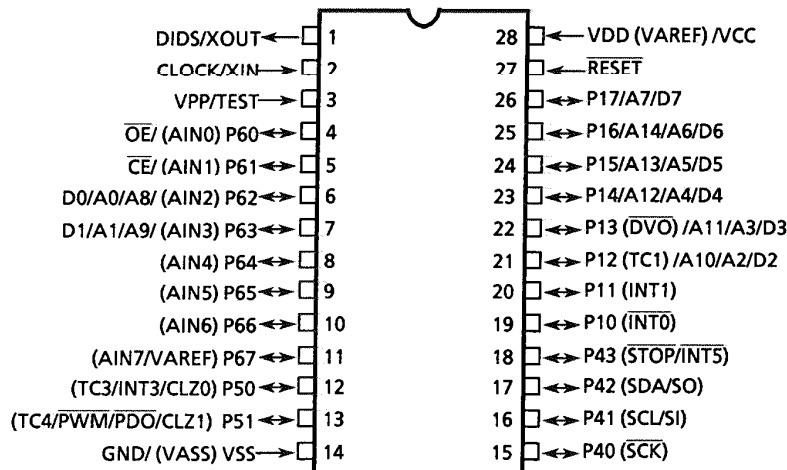 DIDS/XOUT 1 28 VDD (VAREF) /VCC
CLOCK/XIN 2 27 RESET
VPP/TEST 3 26 P17/A7/D7
OE/ (AIN0) P60 4 25 P16/A14/A6/D6
CE/ (AIN1) P61 5 24 P15/A13/A5/D5
D0/A0/A8/ (AIN2) P62 6 23 P14/A12/A4/D4
D1/A1/A9/ (AIN3) P63 7 22 P13 (DVO) /A11/A3/D3
(AIN4) P64 8 21 P12 (TC1) /A10/A2/D2
(AIN5) P65 9 20 P11 (INT1)
(AIN6) P66 10 19 P10 (INT0)
(AIN7/VAREF) P67 11 18 P43 (STOP/INT5)
(TC3/INT3/CLZ0) P50 12 17 P42 (SDA/SO)
(TC4/PWM/PDO/CLZ1) P51 13 16 P41 (SCL/SI)
GND/ (VASS) VSS 14 15 P40 (SCK)